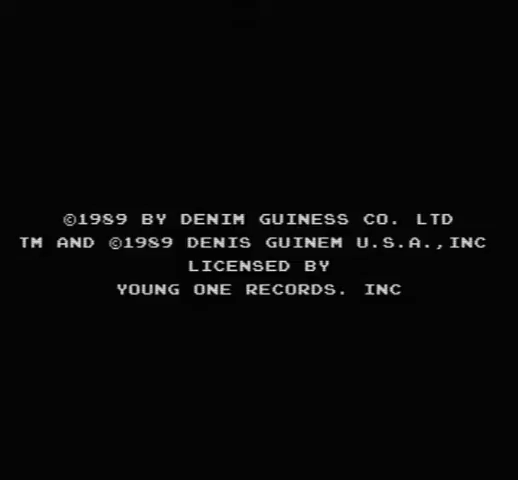 ©1989 BY DENIM GUINESS CO. LTD
TM AND ©1989 DENIS GUINEM U.S.A.,INC
LICENSED BY
YOUNG ONE RECORDS. INC